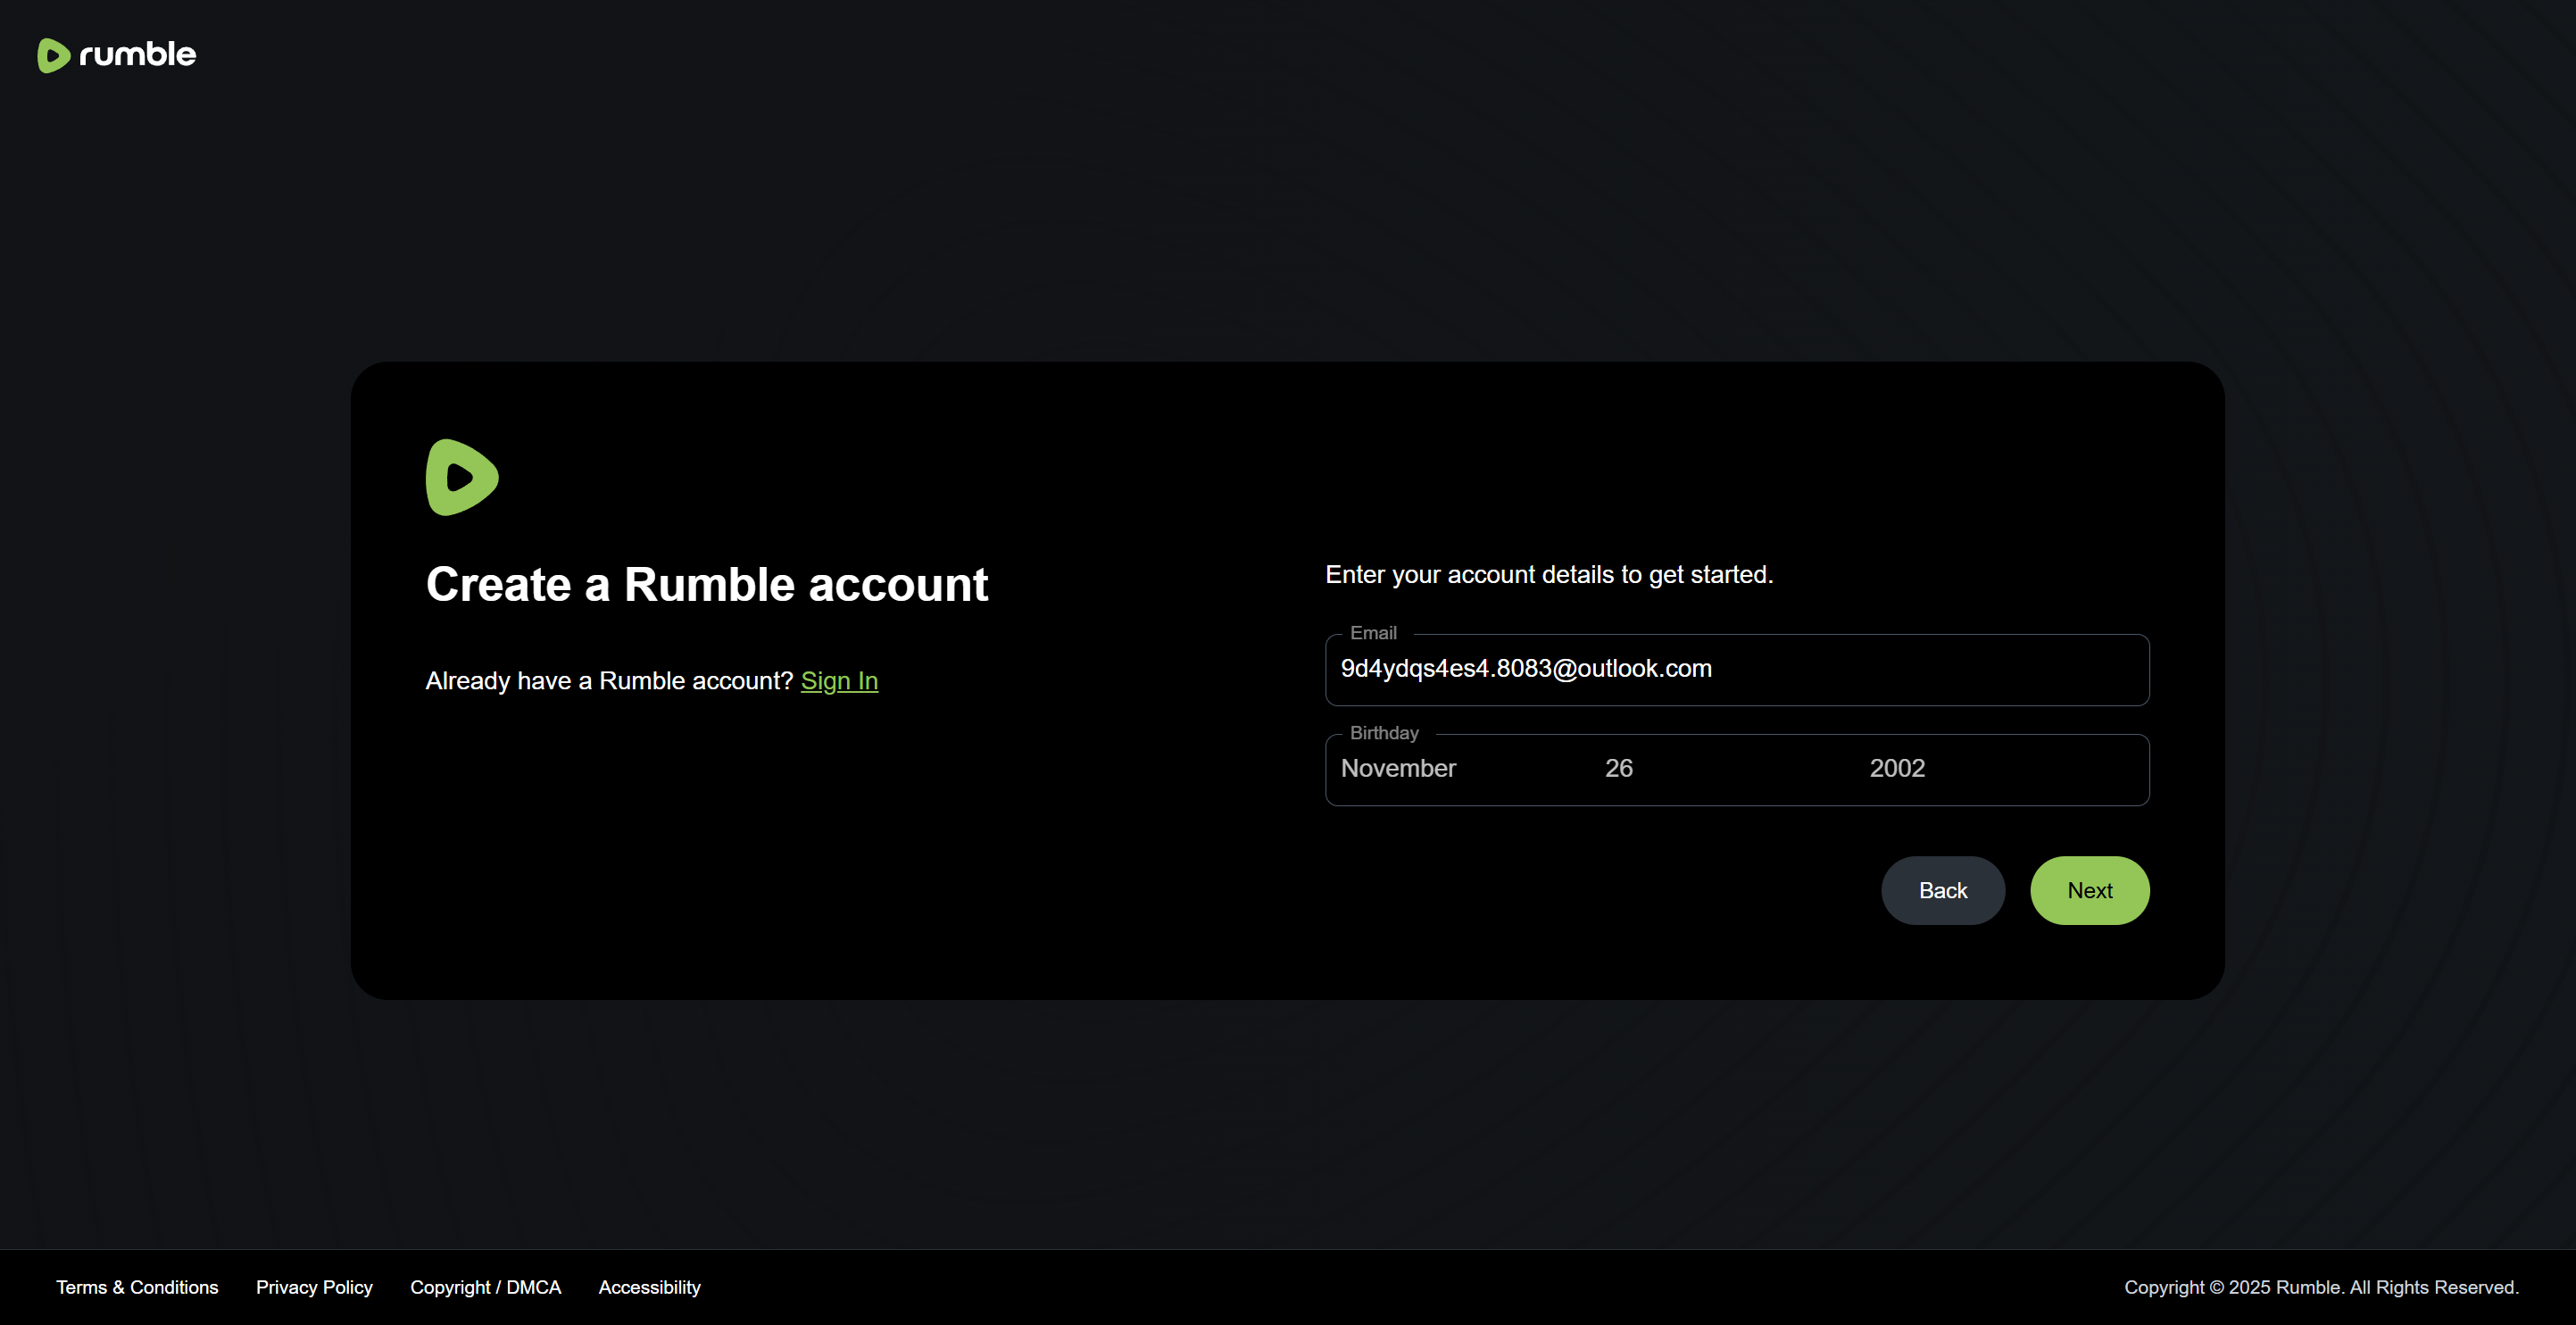 rumble
Create a Rumble account
Already have a Rumble account? Sign In
Enter your account details to get started.
Email
9d4ydqs4es4.8083@outlook.com
Birthday
November 26 2002
Back Next
Terms & Conditions Privacy Policy Copyright / DMCA Accessibility Copyright © 2025 Rumble. All Rights Reserved.